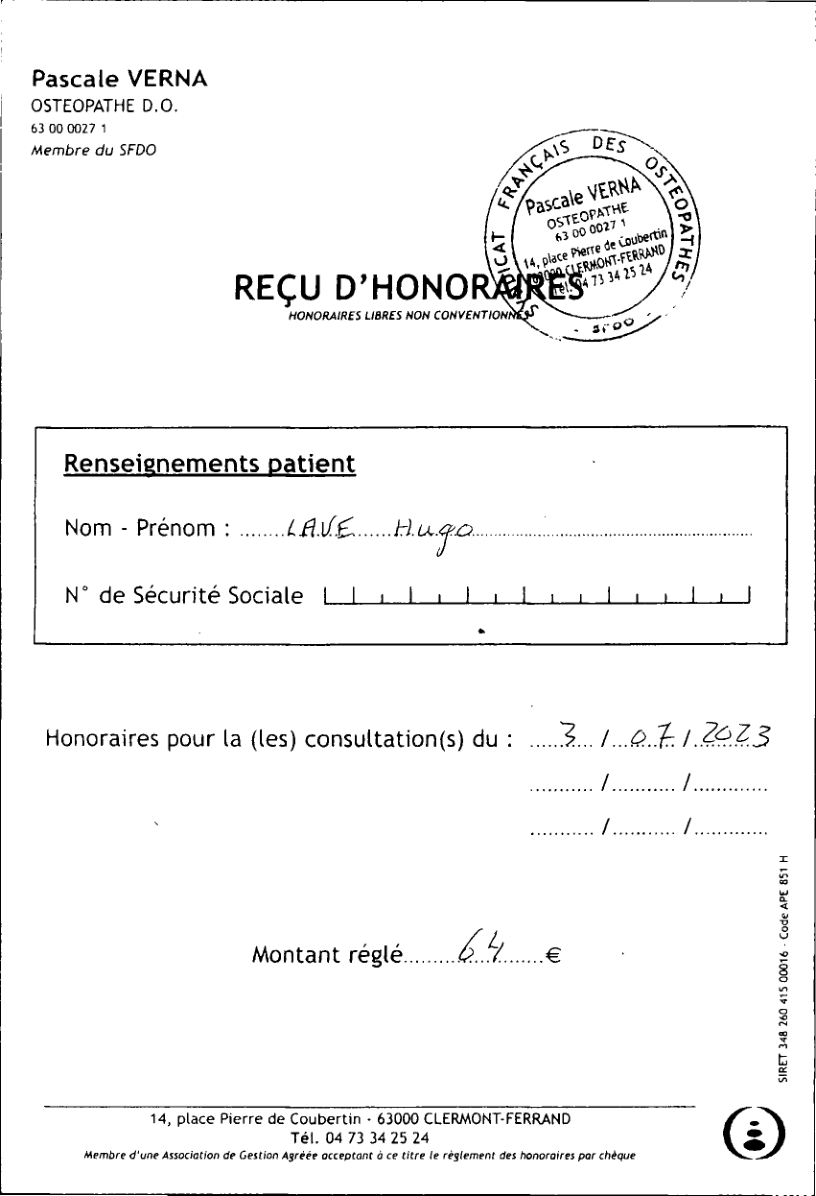 Pascale VERNA
OSTEOPATHE D.O.
63 00 0027 1
Membre du SFDO
SYNDICAT FRANÇAIS DES OSTEOPATHES
Pascale VERNA
OSTEOPATHE
63 00 0027 1
14, place Pierre de Coubertin
63000 CLERMONT-FERRAND
Tél. 04 73 34 25 24
- SFDO -
REÇU D'HONORAIRES
HONORAIRES LIBRES NON CONVENTIONNES
Renseignements patient
Nom - Prénom : LAVE Hugo
N° de Sécurité Sociale
Honoraires pour la (les) consultation(s) du : 3 / 07 / 2023
/ /
/ /
Montant réglé 64 €
SIRET 348 260 415 00016 - Code APE 851 H
14, place Pierre de Coubertin - 63000 CLERMONT-FERRAND
Tél. 04 73 34 25 24
Membre d'une Association de Gestion Agréée acceptant à ce titre le règlement des honoraires par chèque